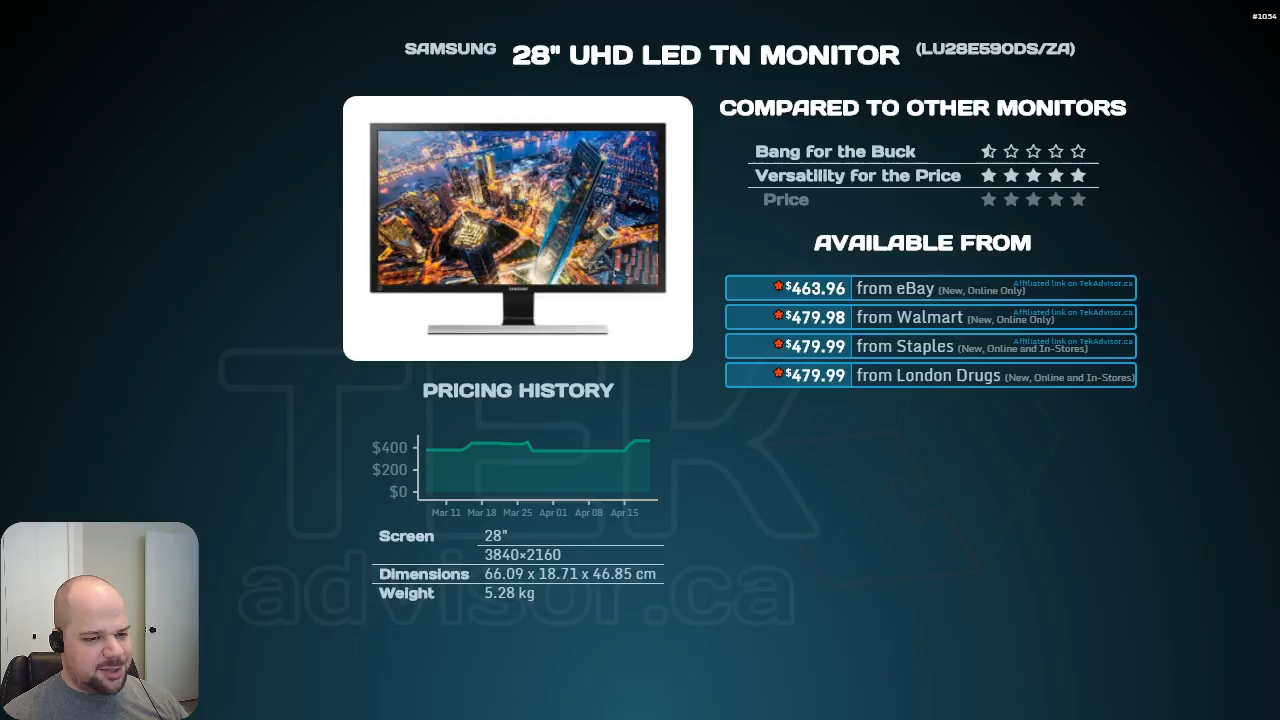 #1054
SAMSUNG 28" UHD LED TN MONITOR (LU28E590DS/ZA)
COMPARED TO OTHER MONITORS
Bang for the Buck
Versatility for the Price
Price
AVAILABLE FROM
$463.96 from eBay (New, Online Only) Affiliated link on TekAdvisor.ca
$479.98 from Walmart (New, Online Only) Affiliated link on TekAdvisor.ca
$479.99 from Staples (New, Online and In-Stores) Affiliated link on TekAdvisor.ca
$479.99 from London Drugs (New, Online and In-Stores)
SAMSUNG
PRICING HISTORY
$400
$200
$0
Mar 11 Mar 18 Mar 25 Apr 01 Apr 08 Apr 15
Screen 28"
3840×2160
Dimensions 66.09 x 18.71 x 46.85 cm
Weight 5.28 kg
TEK
advisor.ca